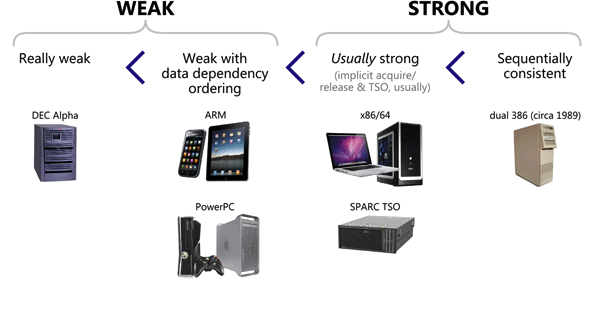 WEAK
STRONG
Really weak
Weak with
data dependency
ordering
Usually strong
(implicit acquire/
release & TSO, usually)
Sequentially
consistent
DEC Alpha
ARM
x86/64
dual 386 (circa 1989)
PowerPC
SPARC TSO